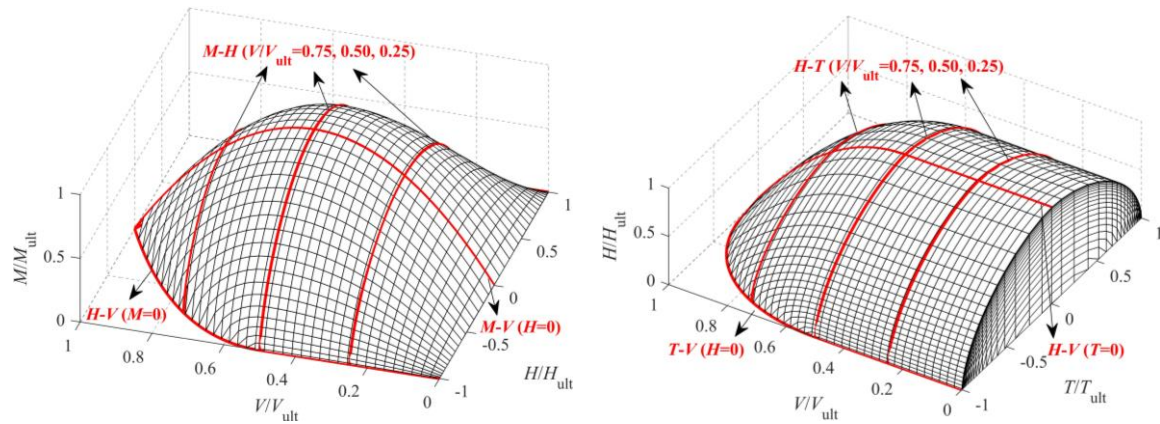 M-H (V/Vult=0.75, 0.50, 0.25)
1
0.5
0
M/Mult
H-V (M=0)
M-V (H=0)
1
0.8
0.6
0.4
0.2
0
V/Vult
1
0.5
0
-0.5
-1
H/Hult
H-T (V/Vult=0.75, 0.50, 0.25)
1
0.5
0
H/Hult
T-V (H=0)
H-V (T=0)
1
0.8
0.6
0.4
0.2
0
V/Vult
1
0.5
0
-0.5
-1
T/Tult